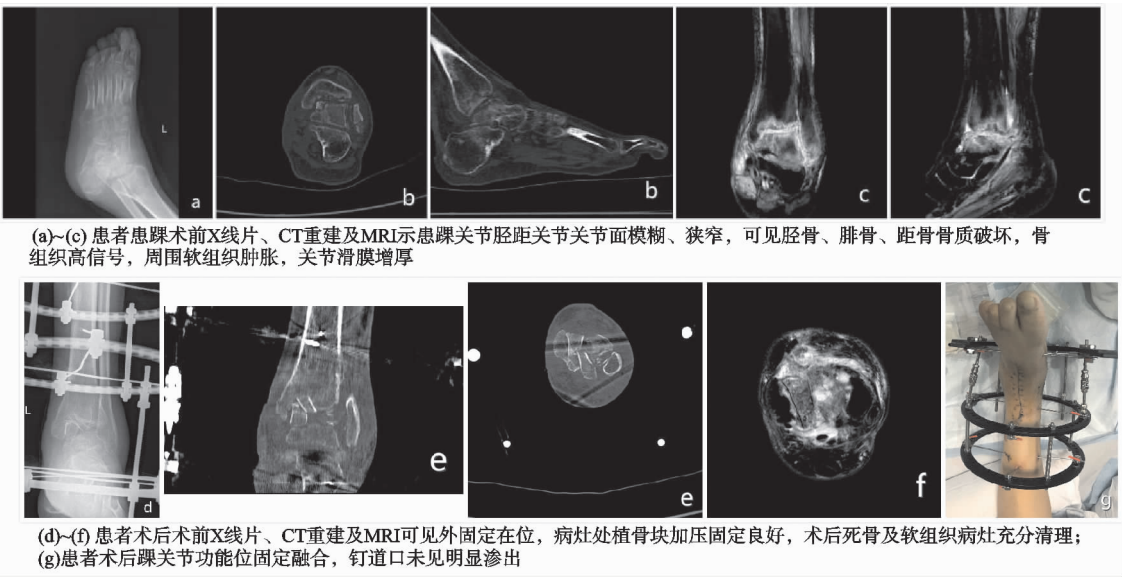 L
a
b
b
c
c
(a)~(c) 患者患踝术前X线片、CT重建及MRI示患踝关节胫距关节关节面模糊、狭窄，可见胫骨、腓骨、距骨骨质破坏，骨
组织高信号，周围软组织肿胀，关节滑膜增厚
L
d
e
e
f
g
(d)~(f) 患者术后术前X线片、CT重建及MRI可见外固定在位，病灶处植骨块加压固定良好，术后死骨及软组织病灶充分清理；
(g)患者术后踝关节功能位固定融合，钉道口未见明显渗出